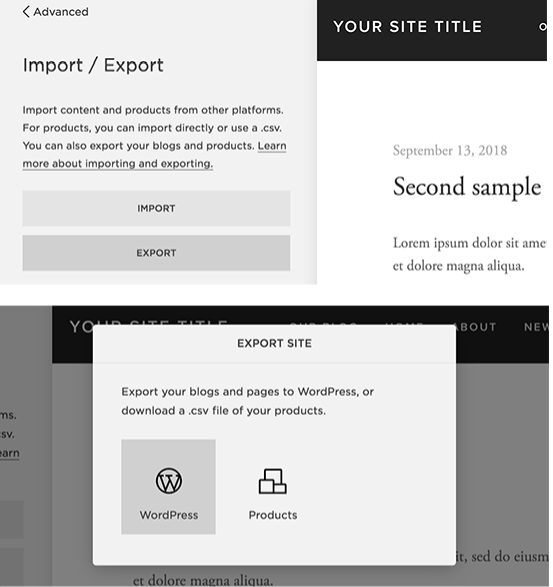 Advanced
YOUR SITE TITLE
Import / Export
Import content and products from other platforms.
For products, you can import directly or use a .csv.
You can also export your blogs and products. Learn
more about importing and exporting.
IMPORT
EXPORT
September 13, 2018
Second sample
Lorem ipsum dolor sit ame
et dolore magna aliqua.
YOUR SITE TITLE
OUR BLOG HOME ABOUT NEW
EXPORT SITE
Export your blogs and pages to WordPress, or
download a .csv file of your products.
WordPress
Products
ms.
sv.
earn
it, sed do eiusm
et dolore magna aliqua.